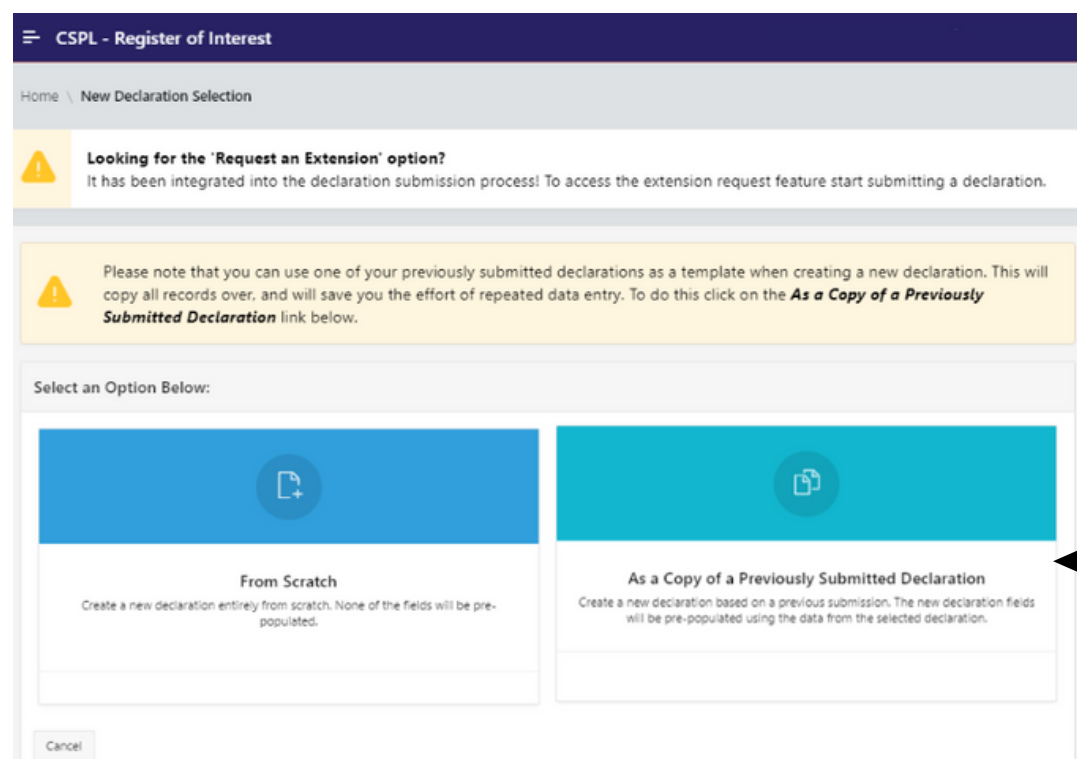 CSPL - Register of Interest
Home \ New Declaration Selection
Looking for the 'Request an Extension' option?
It has been integrated into the declaration submission process! To access the extension request feature start submitting a declaration.
Please note that you can use one of your previously submitted declarations as a template when creating a new declaration. This will
copy all records over, and will save you the effort of repeated data entry. To do this click on the As a Copy of a Previously
Submitted Declaration link below.
Select an Option Below:
From Scratch
Create a new declaration entirely from scratch. None of the fields will be pre-
populated.
As a Copy of a Previously Submitted Declaration
Create a new declaration based on a previous submission. The new declaration fields
will be pre-populated using the data from the selected declaration.
Cancel